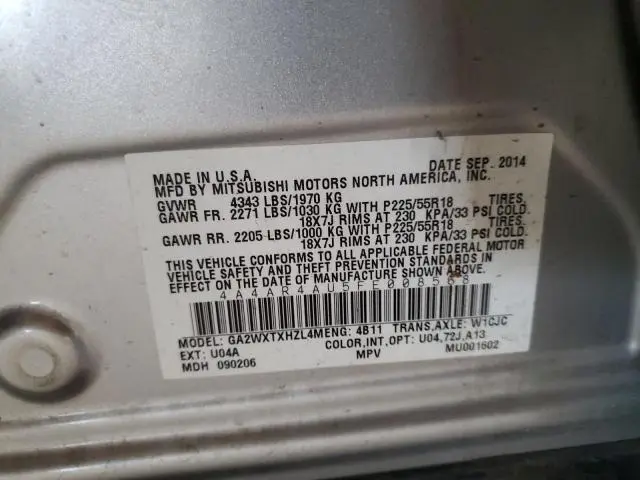 MADE IN U.S.A. DATE SEP. 2014
MFD BY MITSUBISHI MOTORS NORTH AMERICA, INC.
GVWR 4343 LBS/1970 KG
GAWR FR. 2271 LBS/1030 KG WITH P225/55R18 TIRES.
18X7J RIMS AT 230 KPA/33 PSI COLD.
GAWR RR. 2205 LBS/1000 KG WITH P225/55R18 TIRES.
18X7J RIMS AT 230 KPA/33 PSI COLD.
THIS VEHICLE CONFORMS TO ALL APPLICABLE FEDERAL MOTOR
VEHICLE SAFETY AND THEFT PREVENTION STANDARDS IN
EFFECT ON THE DATE OF MANUFACTURE SHOWN ABOVE.
4A4AR4AU5FE008568
MODEL: GA2WXTXHZL4M ENG: 4B11 TRANS,AXLE: W1CJC
EXT: U04A COLOR,INT,OPT: U04,72J,A13
MDH 090206 MPV MU001602